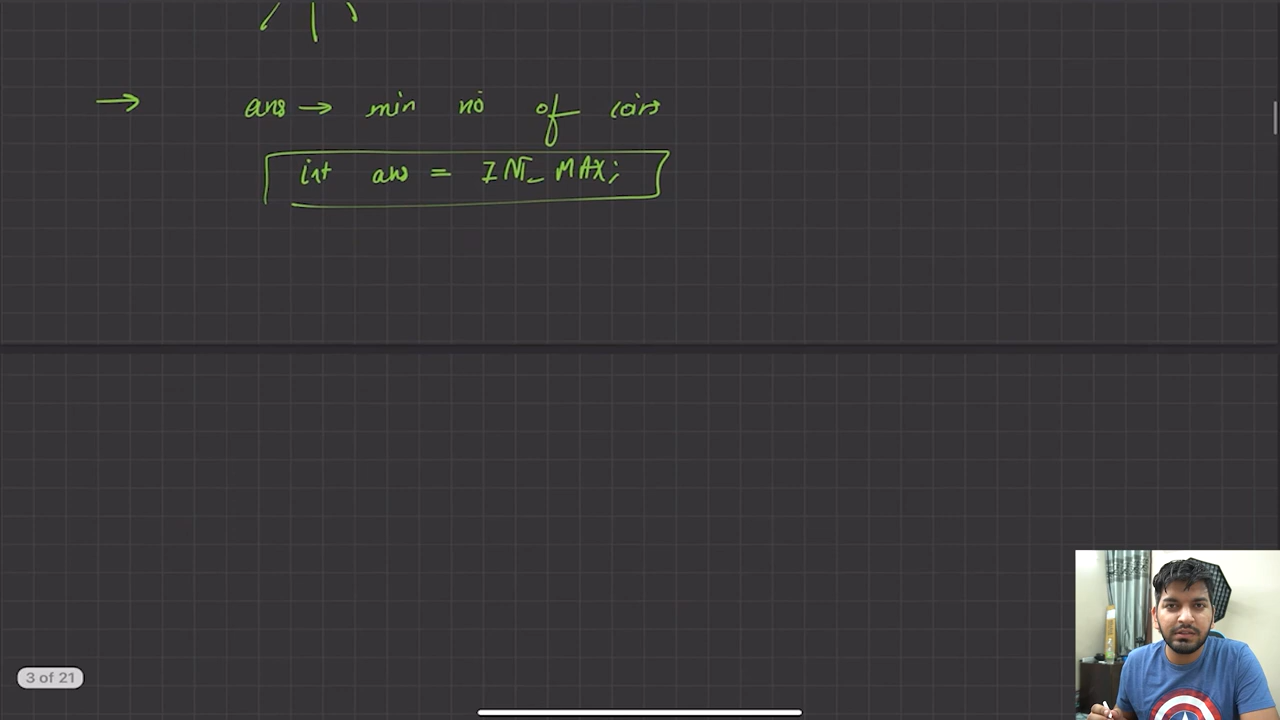 → ans → min no of coins
int ans = INT_MAX;
3 of 21